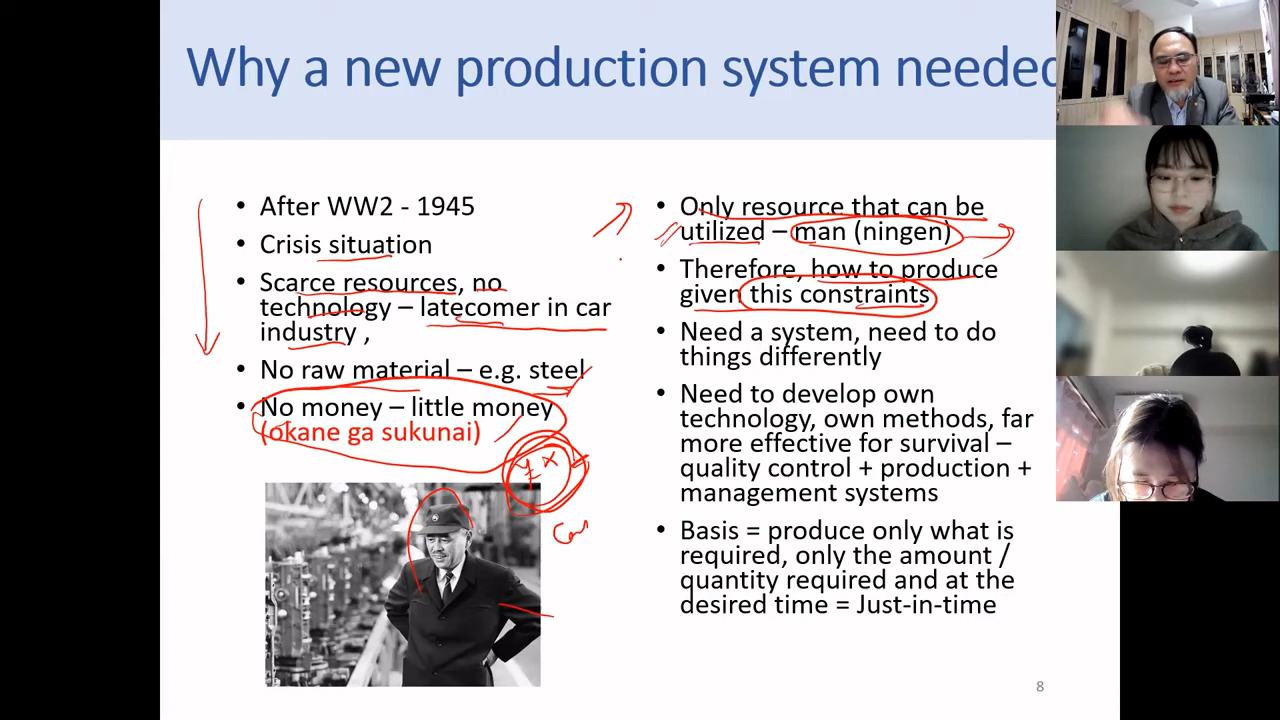 Why a new production system needed
• After WW2 - 1945
• Crisis situation
• Scarce resources, no
technology – latecomer in car
industry ,
• No raw material – e.g. steel
• No money – little money
(okane ga sukunai)
• Only resource that can be
utilized – man (ningen)
• Therefore, how to produce
given this constraints
• Need a system, need to do
things differently
• Need to develop own
technology, own methods, far
more effective for survival –
quality control + production +
management systems
• Basis = produce only what is
required, only the amount /
quantity required and at the
desired time = Just-in-time
8